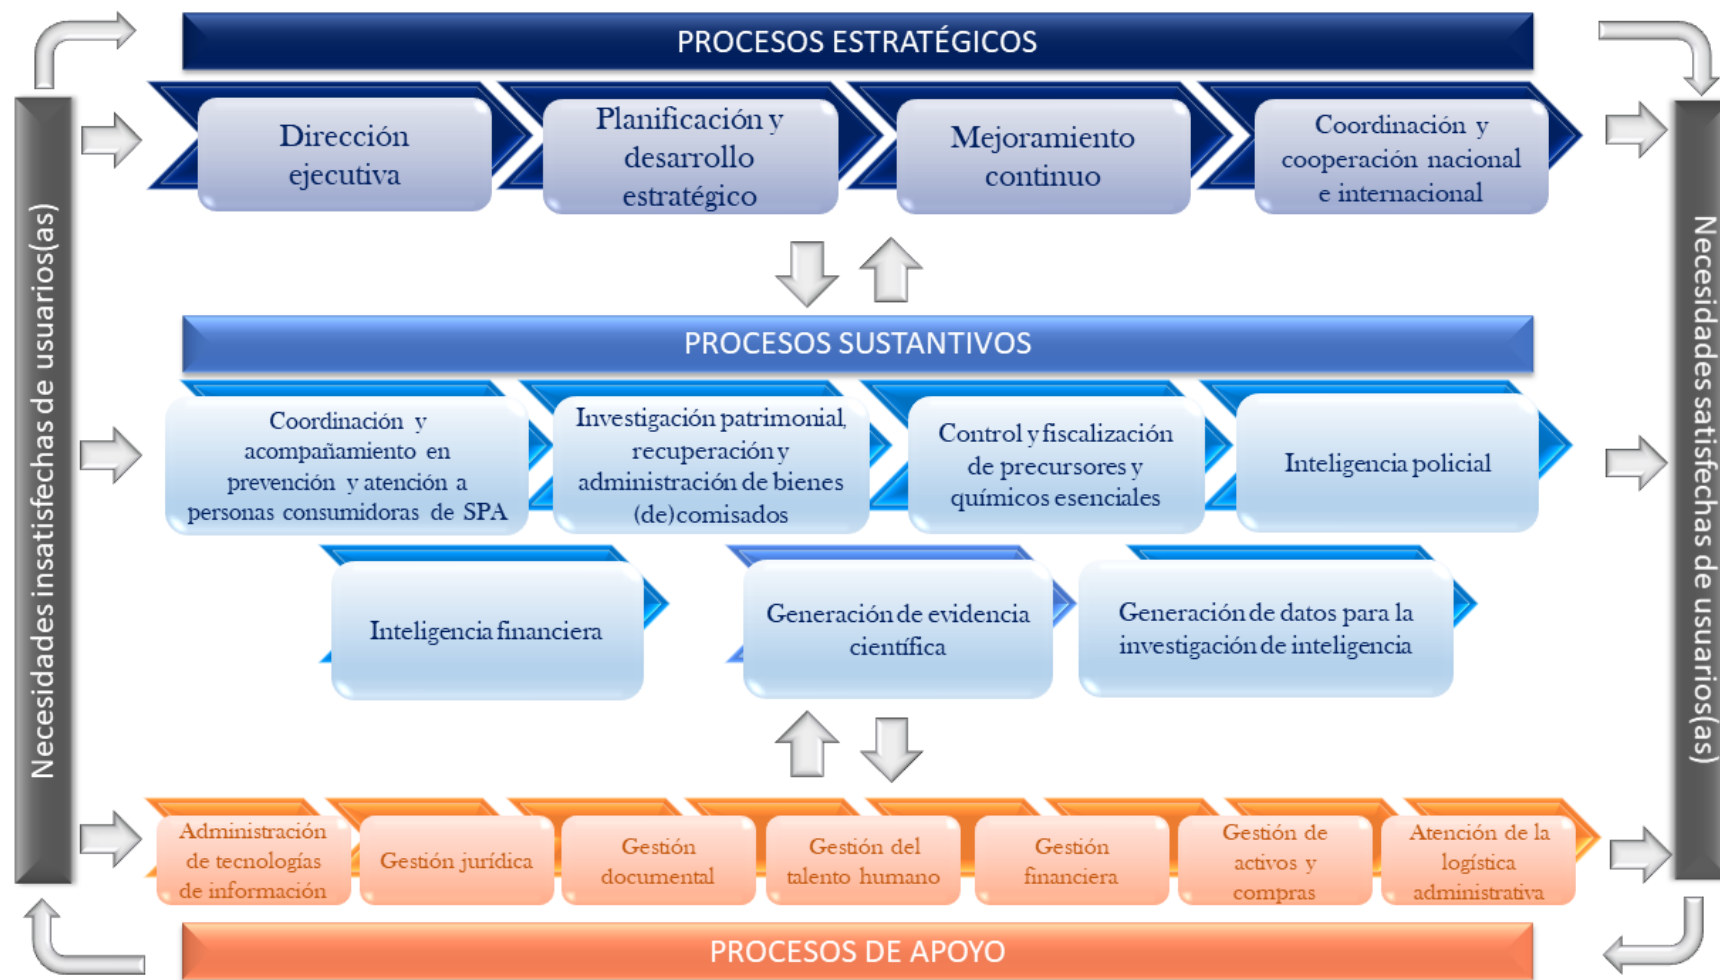 PROCESOS ESTRATÉGICOS
Necesidades insatisfechas de usuarios(as)
Dirección
ejecutiva
Planificación y
desarrollo
estratégico
Mejoramiento
continuo
Coordinación y
cooperación nacional
e internacional
Necesidades satisfechas de usuarios(as)
PROCESOS SUSTANTIVOS
Coordinación y
acompañamiento en
prevención y atención a
personas consumidoras de SPA
Investigación patrimonial,
recuperación y
administración de bienes
(de)comisados
Control y fiscalización
de precursores y
químicos esenciales
Inteligencia policial
Inteligencia financiera
Generación de evidencia
científica
Generación de datos para la
investigación de inteligencia
Administración
de tecnologías
de información
Gestión jurídica
Gestión
documental
Gestión del
talento humano
Gestión
financiera
Gestión de
activos y
compras
Atención de la
logística
administrativa
PROCESOS DE APOYO